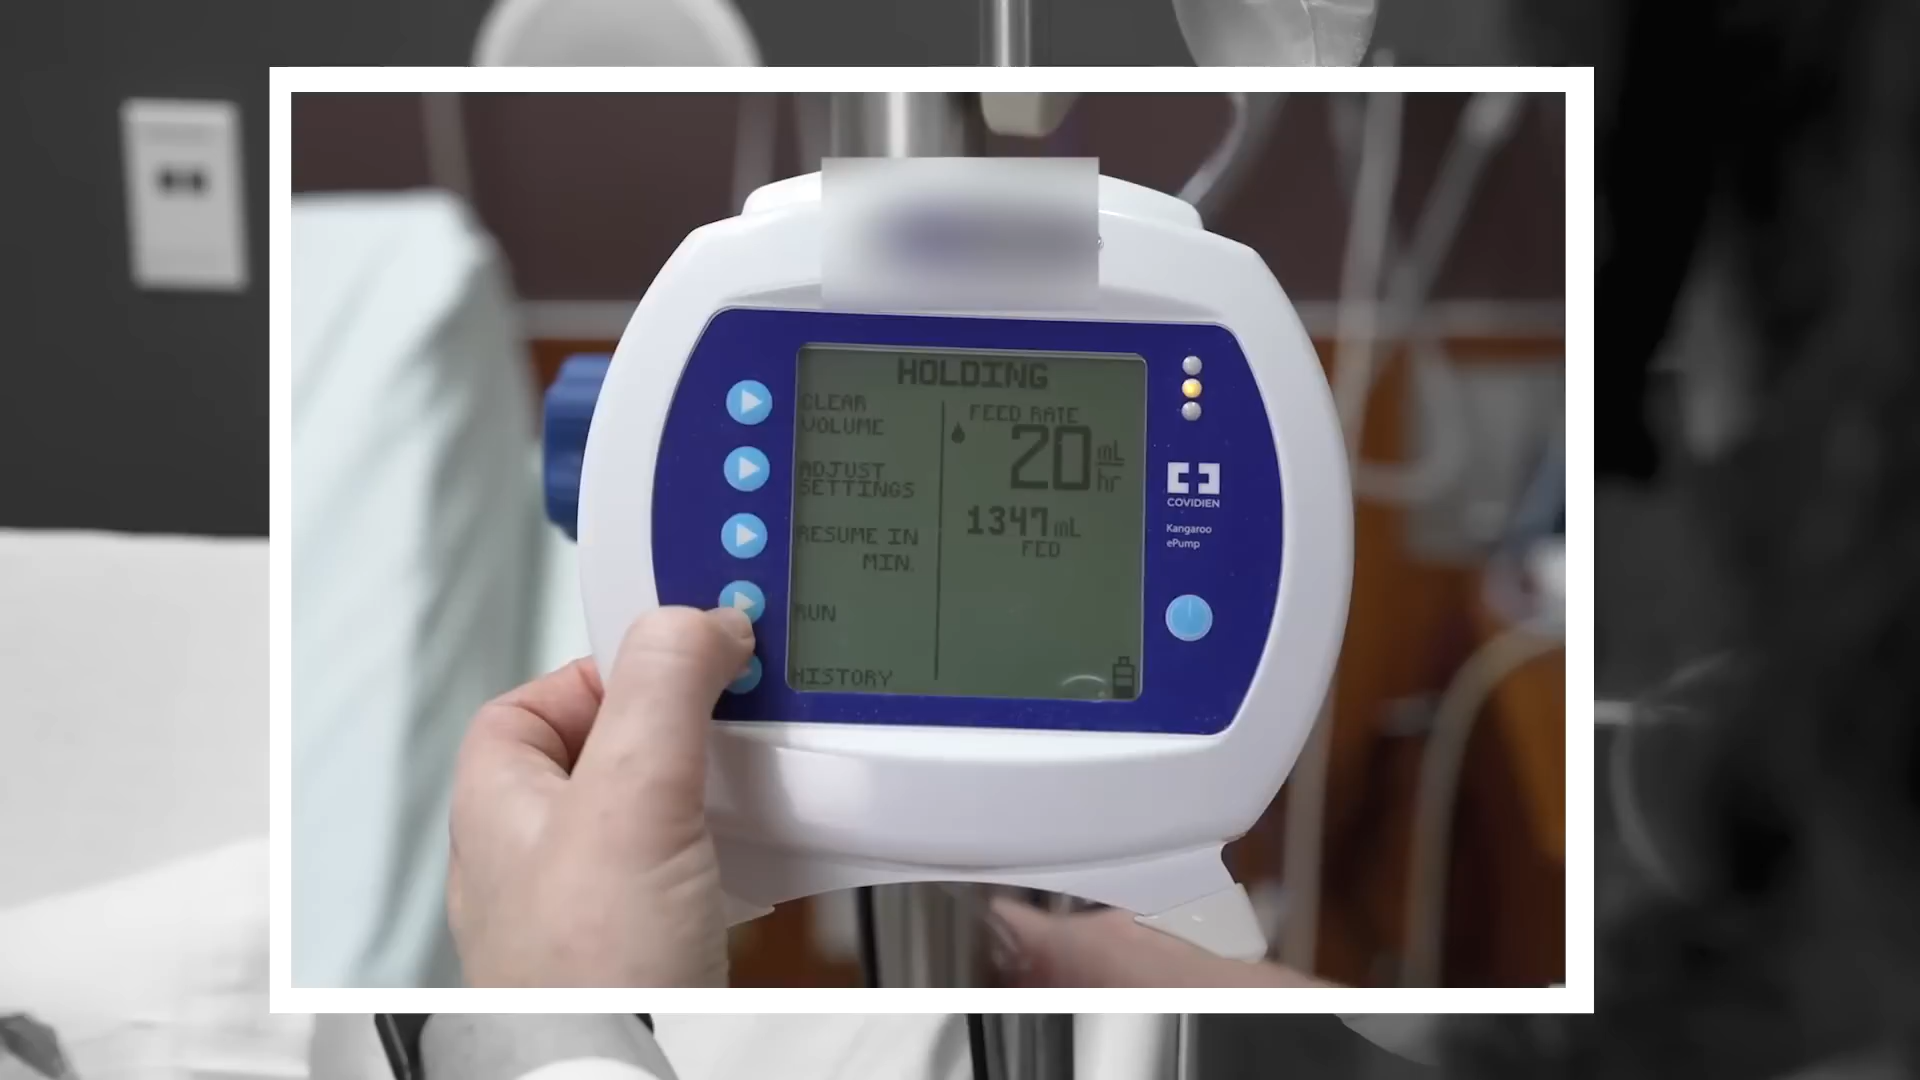 HOLDING
CLEAR
VOLUME
ADJUST
SETTINGS
RESUME IN
MIN.
RUN
HISTORY
FEED RATE
20 mL
hr
1347 mL
FED
COVIDIEN
Kangaroo
ePump